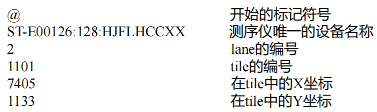 @ 开始的标记符号
ST-E00126:128:HJFLHCCXX 测序仪唯一的设备名称
2 lane的编号
1101 tile的编号
7405 在tile中的X坐标
1133 在tile中的Y坐标